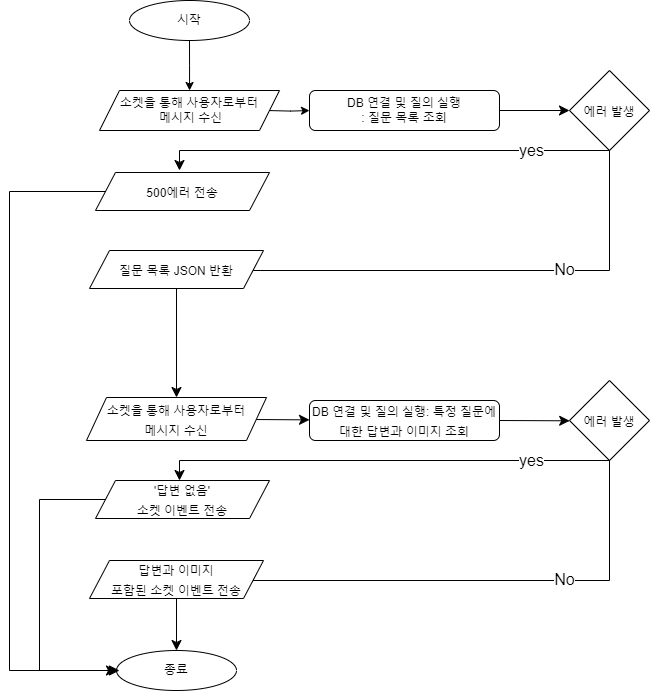 시작
소켓을 통해 사용자로부터
메시지 수신
DB 연결 및 질의 실행
: 질문 목록 조회
에러 발생
yes
500에러 전송
질문 목록 JSON 반환
No
소켓을 통해 사용자로부터
메시지 수신
DB 연결 및 질의 실행: 특정 질문에
대한 답변과 이미지 조회
에러 발생
yes
'답변 없음'
소켓 이벤트 전송
답변과 이미지
포함된 소켓 이벤트 전송
No
종료